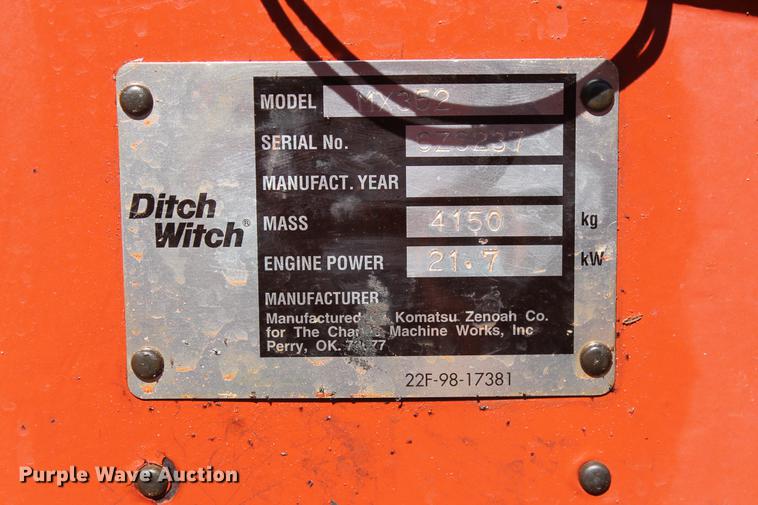 MODEL MX352
SERIAL No.
MANUFACT. YEAR
MASS 4150 kg
ENGINE POWER 21.7 kW
Ditch
Witch®
MANUFACTURER
Manufactured Komatsu Zenoah Co.
for The Machine Works, Inc
Perry, OK.
22F-98-17381
Purple Wave Auction